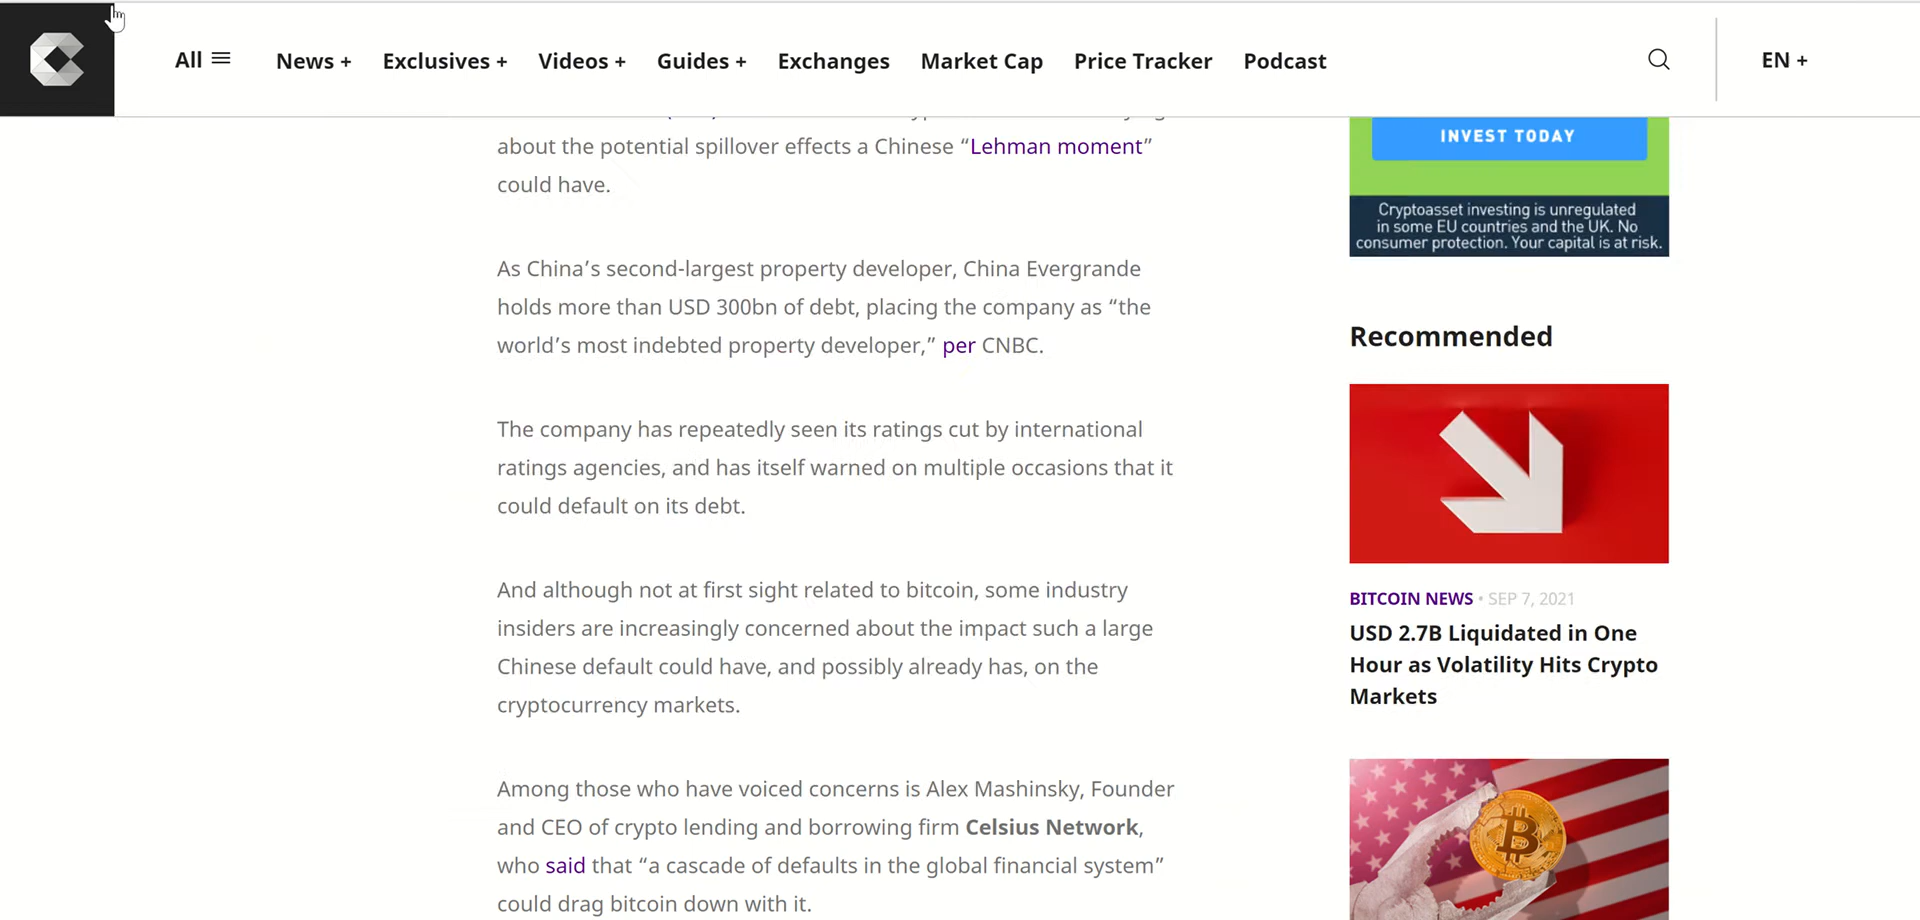 All
News +
Exclusives +
Videos +
Guides +
Exchanges
Market Cap
Price Tracker
Podcast
EN +
about the potential spillover effects a Chinese “Lehman moment”
could have.
As China’s second-largest property developer, China Evergrande
holds more than USD 300bn of debt, placing the company as “the
world’s most indebted property developer,” per CNBC.
The company has repeatedly seen its ratings cut by international
ratings agencies, and has itself warned on multiple occasions that it
could default on its debt.
And although not at first sight related to bitcoin, some industry
insiders are increasingly concerned about the impact such a large
Chinese default could have, and possibly already has, on the
cryptocurrency markets.
Among those who have voiced concerns is Alex Mashinsky, Founder
and CEO of crypto lending and borrowing firm Celsius Network,
who said that “a cascade of defaults in the global financial system”
could drag bitcoin down with it.
INVEST TODAY
Cryptoasset investing is unregulated
in some EU countries and the UK. No
consumer protection. Your capital is at risk.
Recommended
BITCOIN NEWS • SEP 7, 2021
USD 2.7B Liquidated in One
Hour as Volatility Hits Crypto
Markets